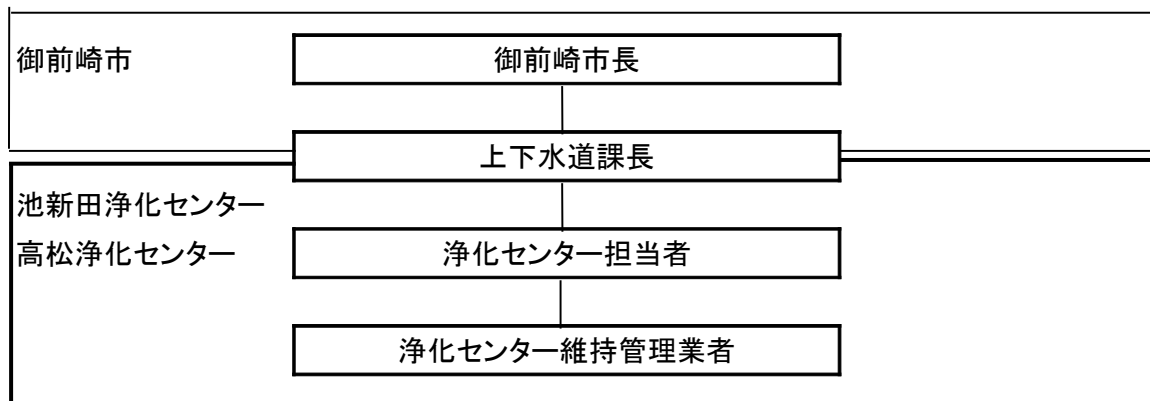 御前崎市
御前崎市長
上下水道課長
池新田浄化センター
高松浄化センター
浄化センター担当者
浄化センター維持管理業者